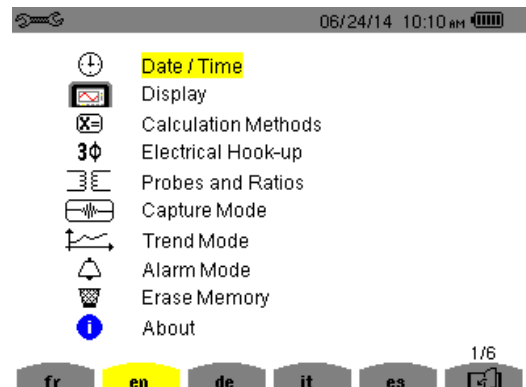 06/24/14 10:10 AM
Date / Time
Display
X= Calculation Methods
3Φ Electrical Hook-up
Probes and Ratios
Capture Mode
Trend Mode
Alarm Mode
Erase Memory
i About
1/6
fr en de it es